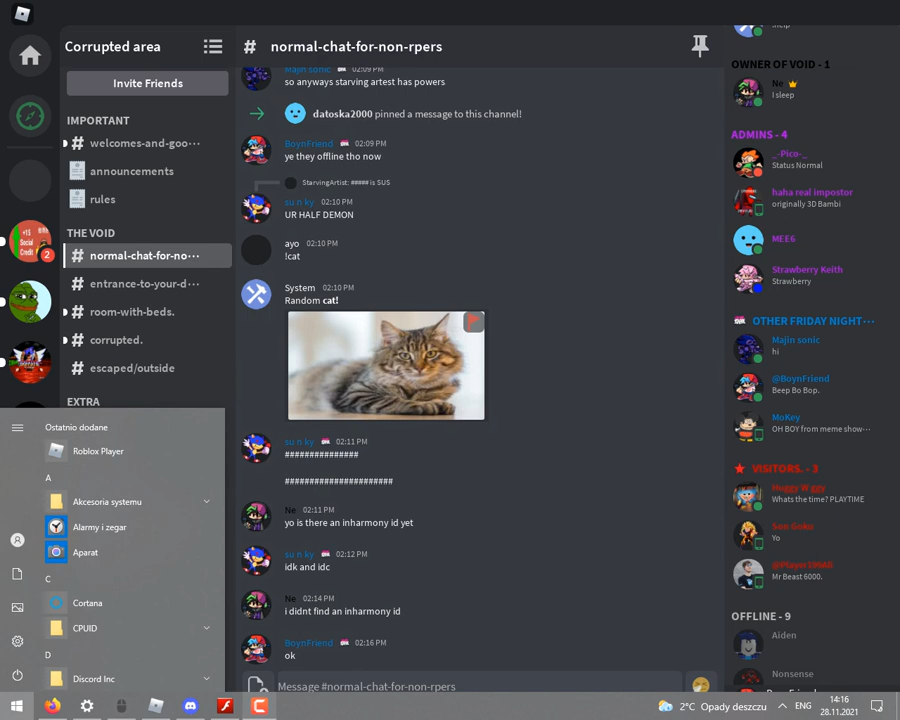 Corrupted area
Invite Friends
IMPORTANT
# welcomes-and-goo···
announcements
rules
THE VOID
# normal-chat-for-no···
# entrance-to-your-d···
# room-with-beds.
# corrupted.
# escaped/outside
EXTRA
+15
Social
Credit
2
# normal-chat-for-non-rpers
Majin sonic 02:09 PM
so anyways starving artest has powers
datoska2000 pinned a message to this channel!
BoynFriend 02:09 PM
ye they offline tho now
StarvingArtist: ##### is SUS
su n ky 02:10 PM
UR HALF DEMON
ayo 02:10 PM
!cat
System 02:10 PM
Random cat!
su n ky 02:11 PM
###############
######################
Ne 02:11 PM
yo is there an inharmony id yet
su n ky 02:12 PM
idk and idc
Ne 02:14 PM
i didnt find an inharmony id
BoynFriend 02:16 PM
ok
Message #normal-chat-for-non-rpers
OWNER OF VOID - 1
Ne
I sleep
ADMINS - 4
_-Pico-_
Status Normal
haha real impostor
originally 3D Bambi
MEE6
Strawberry Keith
Strawberry
OTHER FRIDAY NIGHT···
Majin sonic
hi
@BoynFriend
Beep Bo Bop.
MoKey
OH BOY from meme show···
VISITORS. - 3
Huggy Wiggy
Whats the time? PLAYTIME
Son Goku
Yo
Mr Beast 6000.
OFFLINE - 9
Aiden
Nonsense
Ostatnio dodane
Roblox Player
A
Akcesoria systemu
Alarmy i zegar
Aparat
C
Cortana
CPUID
D
Discord Inc
2°C Opady deszczu
ENG
14:16
28.11.2021